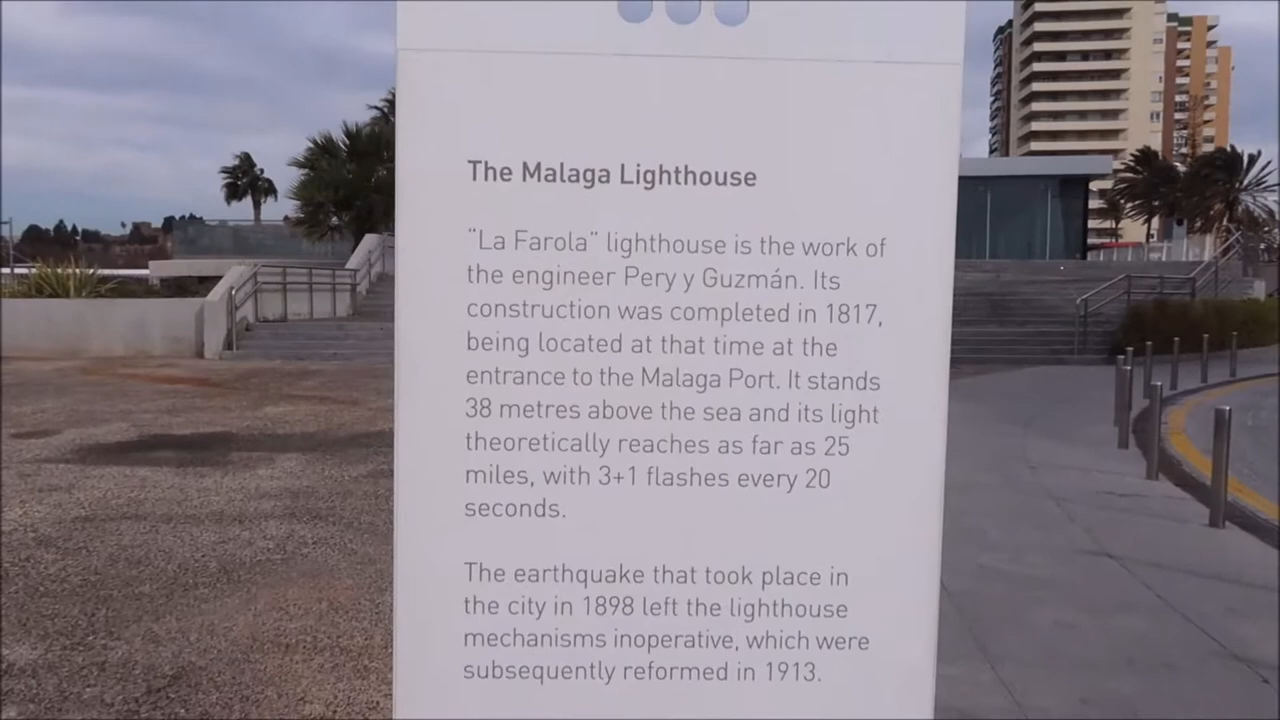 The Malaga Lighthouse
“La Farola” lighthouse is the work of
the engineer Pery y Guzmán. Its
construction was completed in 1817,
being located at that time at the
entrance to the Malaga Port. It stands
38 metres above the sea and its light
theoretically reaches as far as 25
miles, with 3+1 flashes every 20
seconds.
The earthquake that took place in
the city in 1898 left the lighthouse
mechanisms inoperative, which were
subsequently reformed in 1913.